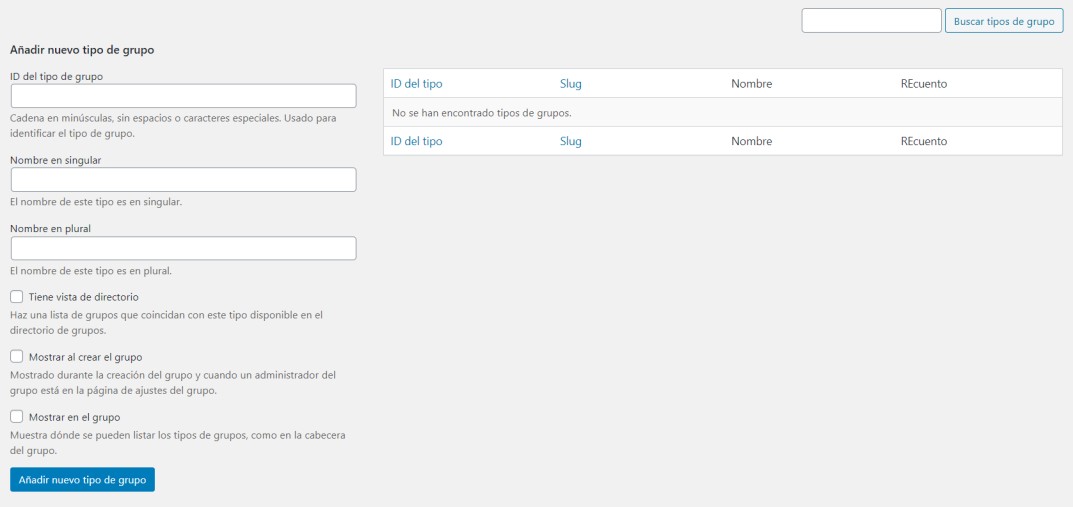 Buscar tipos de grupo
Añadir nuevo tipo de grupo
ID del tipo de grupo
Cadena en minúsculas, sin espacios o caracteres especiales. Usado para
identificar el tipo de grupo.
Nombre en singular
El nombre de este tipo es en singular.
Nombre en plural
El nombre de este tipo es en plural.
Tiene vista de directorio
Haz una lista de grupos que coincidan con este tipo disponible en el
directorio de grupos.
Mostrar al crear el grupo
Mostrado durante la creación del grupo y cuando un administrador del
grupo está en la página de ajustes del grupo.
Mostrar en el grupo
Muestra dónde se pueden listar los tipos de grupos, como en la cabecera
del grupo.
Añadir nuevo tipo de grupo
ID del tipo Slug Nombre REcuento
No se han encontrado tipos de grupos.
ID del tipo Slug Nombre REcuento